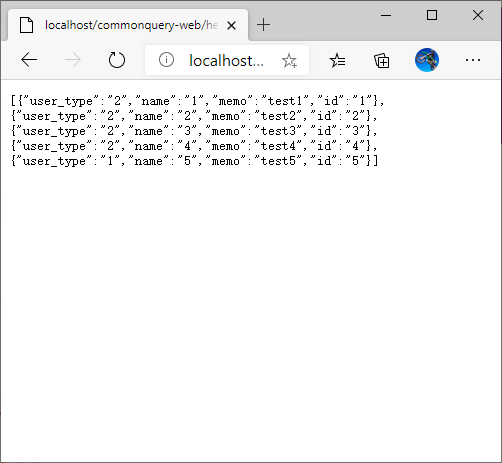 localhost/commonquery-web/he
localhost...
[{"user_type":"2","name":"1","memo":"test1","id":"1"},
{"user_type":"2","name":"2","memo":"test2","id":"2"},
{"user_type":"2","name":"3","memo":"test3","id":"3"},
{"user_type":"2","name":"4","memo":"test4","id":"4"},
{"user_type":"1","name":"5","memo":"test5","id":"5"}]